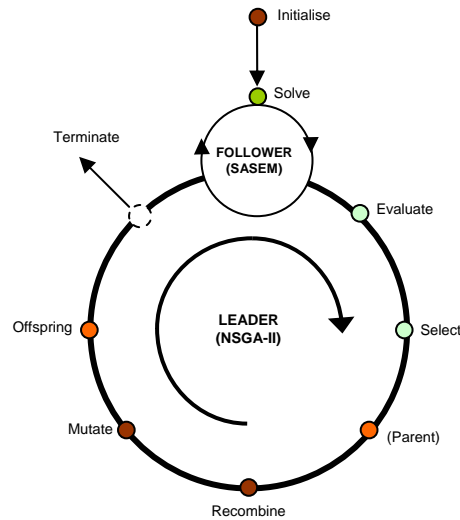 Initialise
Solve
Terminate
FOLLOWER
(SASEM)
Evaluate
LEADER
(NSGA-II)
Offspring
Select
Mutate
(Parent)
Recombine